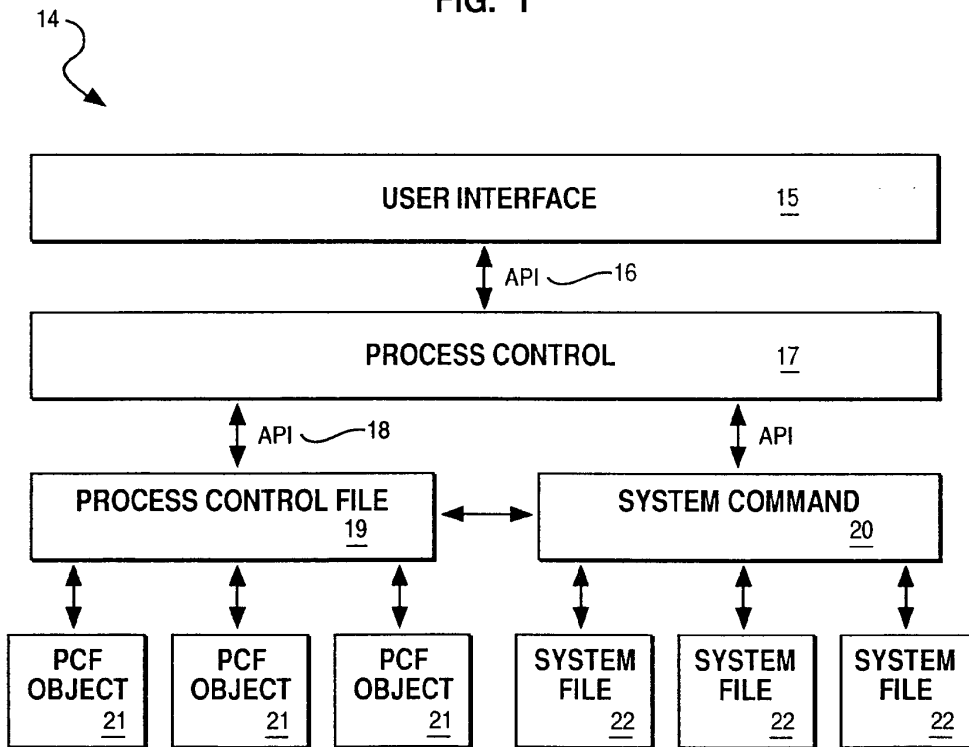 FIG. 1
14
USER INTERFACE 15
API 16
PROCESS CONTROL 17
API 18
API
PROCESS CONTROL FILE
19
SYSTEM COMMAND
20
PCF
OBJECT
21
PCF
OBJECT
21
PCF
OBJECT
21
SYSTEM
FILE
22
SYSTEM
FILE
22
SYSTEM
FILE
22